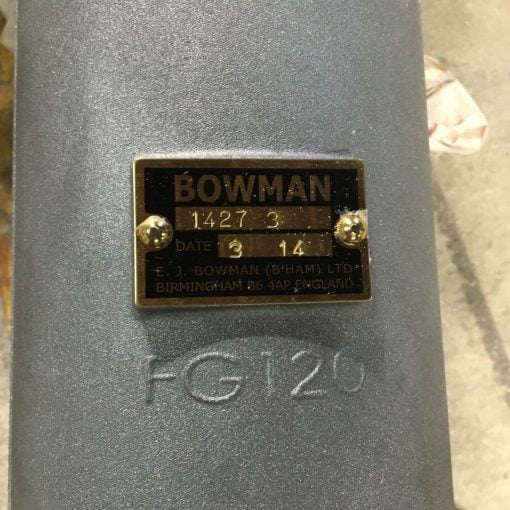 BOWMAN
1427 3
DATE 3 14
E. J. BOWMAN (B'HAM) LTD
BIRMINGHAM B6 4AP, ENGLAND
FG120